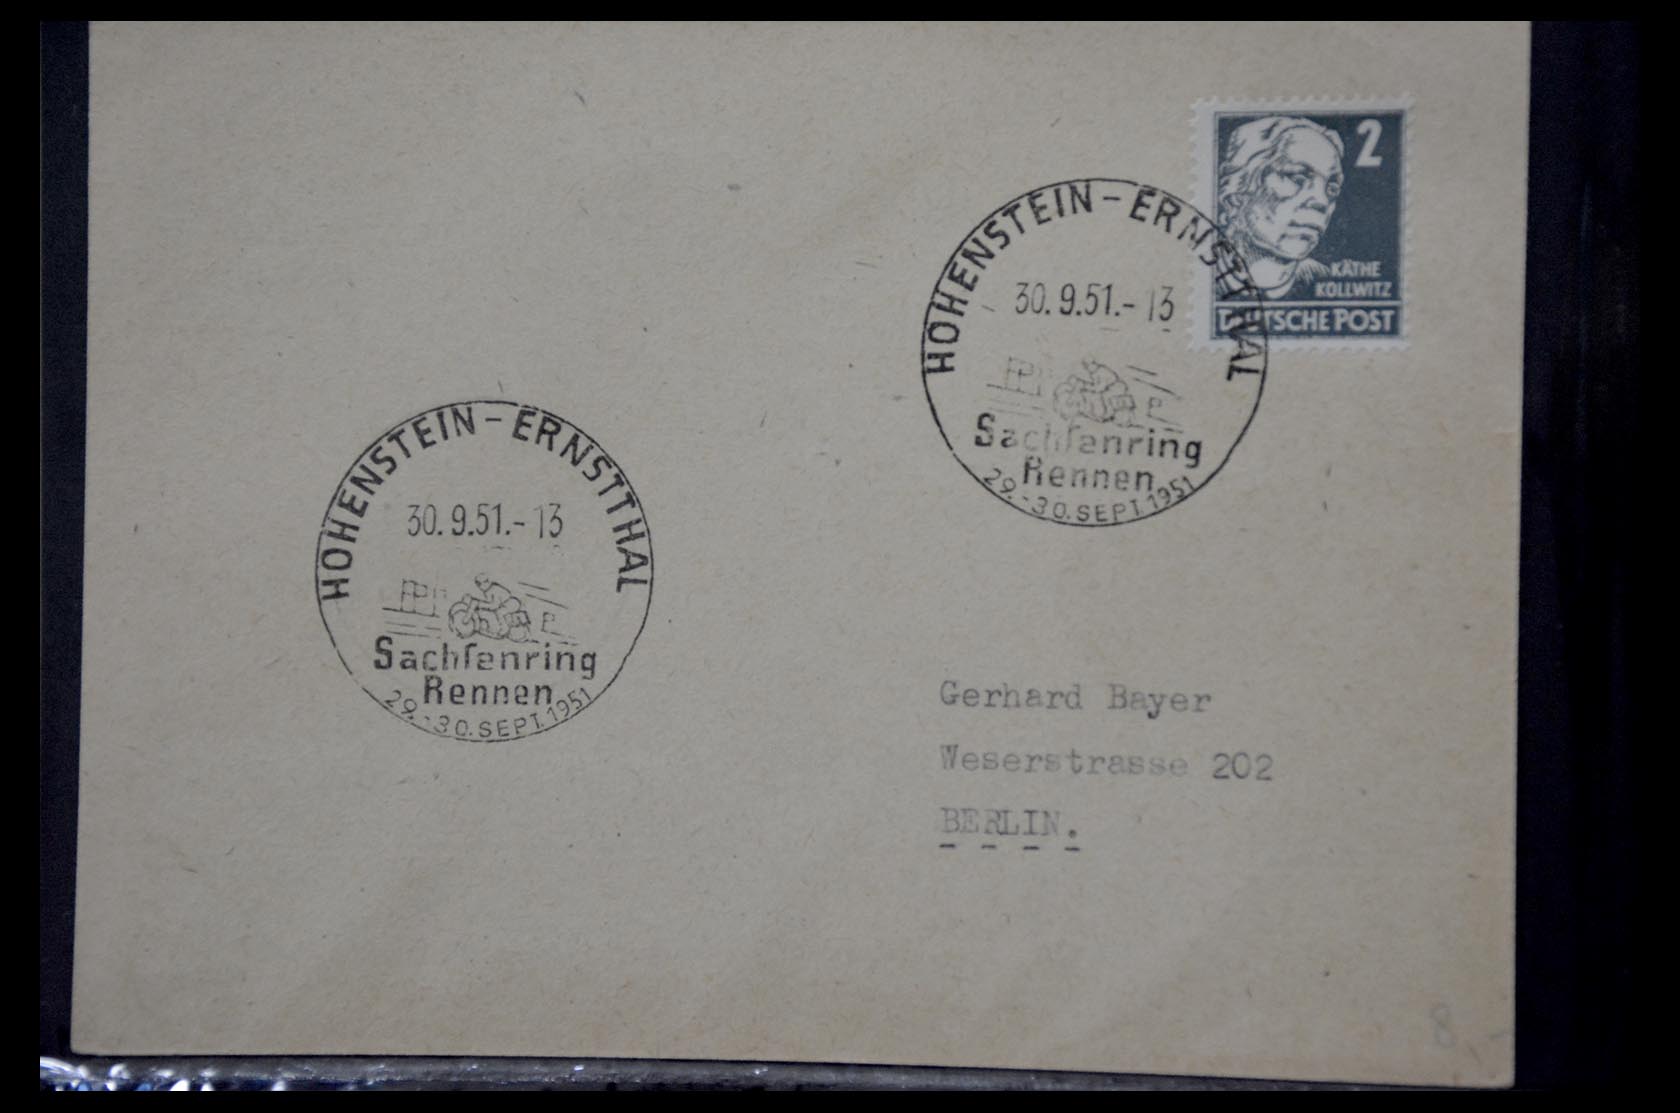 2
KÄTHE
KOLLWITZ
DEUTSCHE POST
HOHENSTEIN-ERNSTTHAL
30.9.51.-13
Sachſenring
Rennen
29.-30.SEPT.1951
HOHENSTEIN-ERNSTTHAL
30.9.51.-13
Sachſenring
Rennen
29.-30.SEPT.1951
Gerhard Bayer
Weserstrasse 202
BERLIN.
8.-